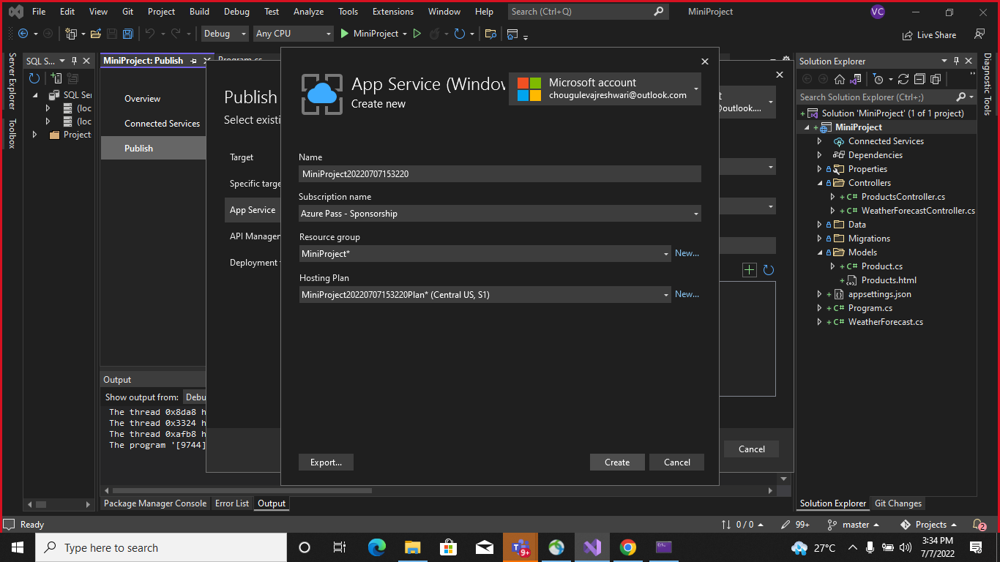 File Edit View Git Project Build Debug Test Analyze Tools Extensions Window Help Search (Ctrl+Q) MiniProject VC
Debug Any CPU MiniProject Live Share
Server Explorer
Toolbox
SQL S...
SQL Ser
(loc
(loc
Project
MiniProject: Publish
Program.cs
Overview
Connected Services
Publish
Publish
Select existi
Target
Specific targe
App Service
API Manager
Deployment t
App Service (Window
Create new
Microsoft account
chougulevajreshwari@outlook.com
t
@outlook....
Name
MiniProject20220707153220
Subscription name
Azure Pass - Sponsorship
Resource group
MiniProject*
New...
Hosting Plan
MiniProject20220707153220Plan* (Central US, S1)
New...
Export...
Create
Cancel
Cancel
Output
Show output from: Debu
The thread 0x8da8 h
The thread 0x3324 h
The thread 0xafb8 h
The program '[9744]
Package Manager Console Error List Output
Solution Explorer
Search Solution Explorer (Ctrl+;)
Solution 'MiniProject' (1 of 1 project)
MiniProject
Connected Services
Dependencies
Properties
Controllers
C# ProductsController.cs
C# WeatherForecastController.cs
Data
Migrations
Models
C# Product.cs
Products.html
appsettings.json
C# Program.cs
C# WeatherForecast.cs
Solution Explorer Git Changes
Diagnostic Tools
Ready 0 / 0 99+ master Projects 2
Type here to search
9+
27°C
3:34 PM
7/7/2022